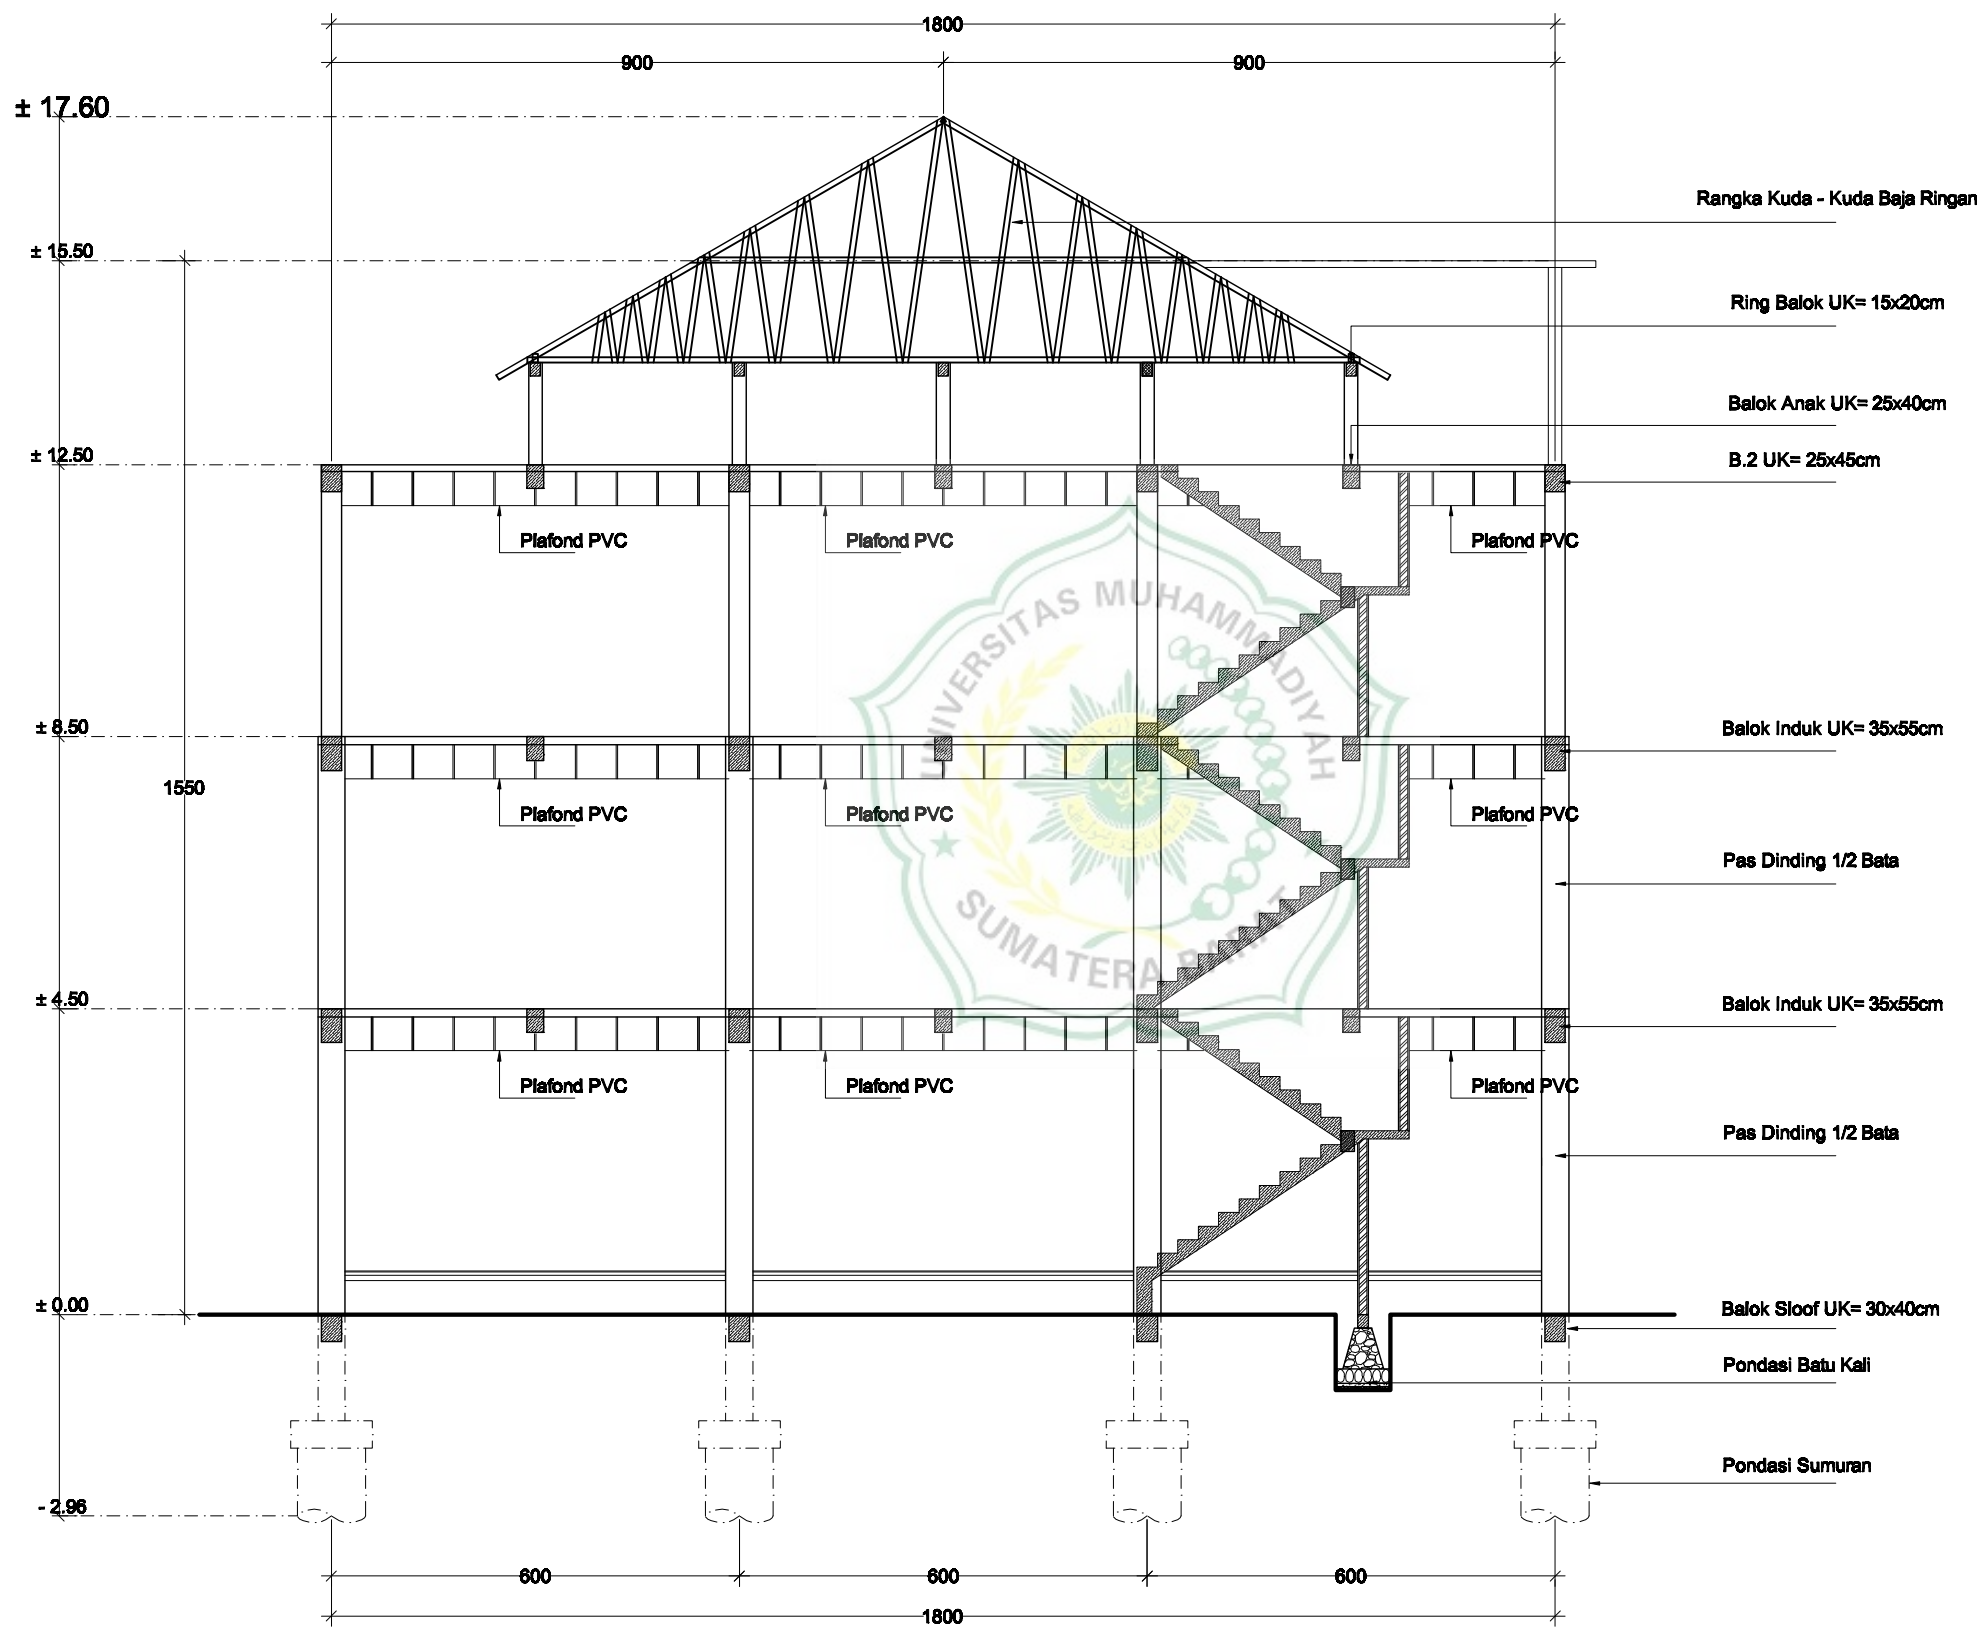 1800
900
900
± 17.60
Rangka Kuda - Kuda Baja Ringan
± 15.50
Ring Balok UK= 15x20cm
Balok Anak UK= 25x40cm
± 12.50
B.2 UK= 25x45cm
Plafond PVC
Plafond PVC
Plafond PVC
UNIVERSITAS MUHAMMADIYAH
± 8.50
Balok Induk UK= 35x55cm
1550
Plafond PVC
Plafond PVC
Plafond PVC
Pas Dinding 1/2 Bata
SUMATERA BARAT
± 4.50
Balok Induk UK= 35x55cm
Plafond PVC
Plafond PVC
Plafond PVC
Pas Dinding 1/2 Bata
± 0.00
Balok Sloof UK= 30x40cm
Pondasi Batu Kali
Pondasi Sumuran
- 2.96
600
600
600
1800